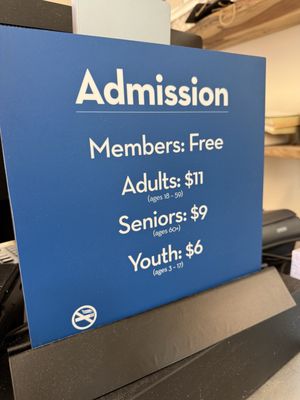 Admission
Members: Free
Adults: $11
(ages 18 – 59)
Seniors: $9
(ages 60+)
Youth: $6
(ages 3 – 17)